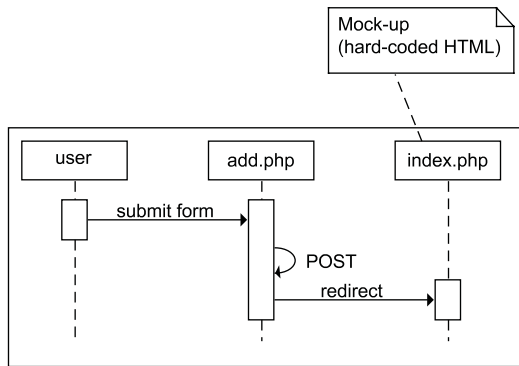 Mock-up
(hard-coded HTML)
user
add.php
index.php
submit form
POST
redirect